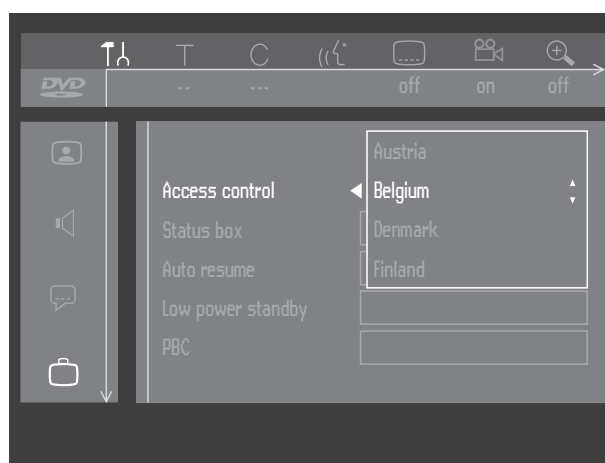 T C
DVD -- --- off on off
Austria
Access control Belgium
Status box Denmark
Auto resume Finland
Low power standby
PBC